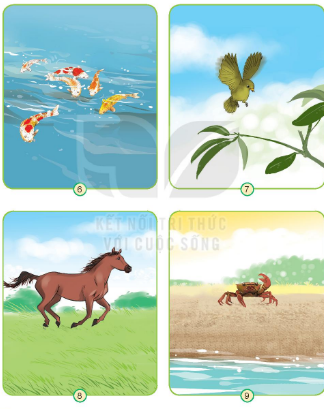 6
7
KẾT NỐI TRI THỨC
VỚI CUỘC SỐNG
8
9